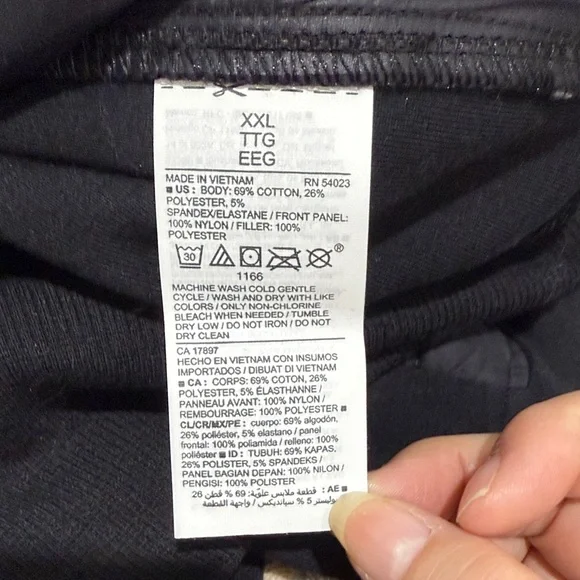 XXL
TTG
EEG
MADE IN VIETNAM RN 54023
US : BODY: 69% COTTON, 26%
POLYESTER, 5%
SPANDEX/ELASTANE / FRONT PANEL:
100% NYLON / FILLER: 100%
POLYESTER
30
®
1166
MACHINE WASH COLD GENTLE
CYCLE / WASH AND DRY WITH LIKE
COLORS / ONLY NON-CHLORINE
BLEACH WHEN NEEDED / TUMBLE
DRY LOW / DO NOT IRON / DO NOT
DRY CLEAN
CA 17897
HECHO EN VIETNAM CON INSUMOS
IMPORTADOS / DIBUAT DI VIETNAM
CA : CORPS: 69% COTON, 26%
POLYESTER, 5% ÉLASTHANNE /
PANNEAU AVANT: 100% NYLON /
REMBOURRAGE: 100% POLYESTER
CL/CR/MX/PE : cuerpo: 69% algodón,
26% poliéster, 5% elastano / panel
frontal: 100% poliamida / relleno: 100%
poliéster ID : TUBUH: 69% KAPAS,
26% POLISTER, 5% SPANDEKS /
PANEL BAGIAN DEPAN: 100% NILON /
PENGISI: 100% POLISTER
AE : قطعة ملابس علوية: 69 % قطن 26
بوليستر 5 % سبانديكس / واجهة القطعة